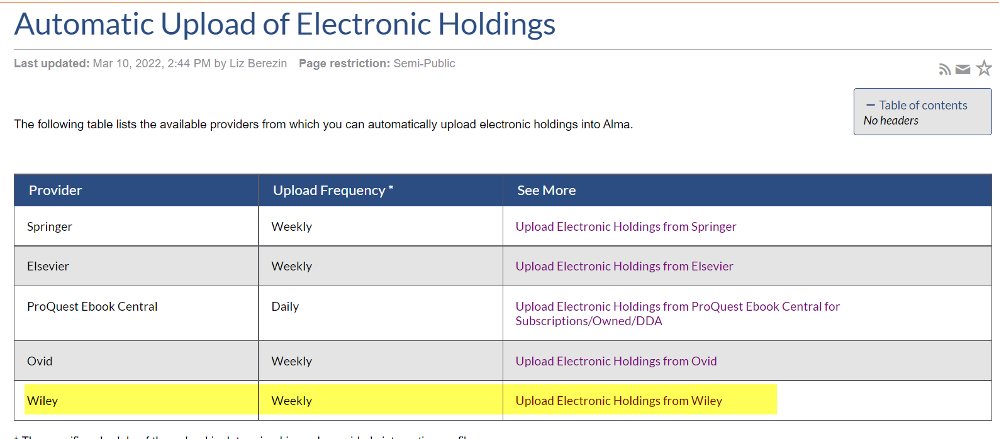 Automatic Upload of Electronic Holdings
Last updated: Mar 10, 2022, 2:44 PM by Liz Berezin Page restriction: Semi-Public
Table of contents
No headers
The following table lists the available providers from which you can automatically upload electronic holdings into Alma.
Provider Upload Frequency * See More
Springer Weekly Upload Electronic Holdings from Springer
Elsevier Weekly Upload Electronic Holdings from Elsevier
ProQuest Ebook Central Daily Upload Electronic Holdings from ProQuest Ebook Central for
Subscriptions/Owned/DDA
Ovid Weekly Upload Electronic Holdings from Ovid
Wiley Weekly Upload Electronic Holdings from Wiley